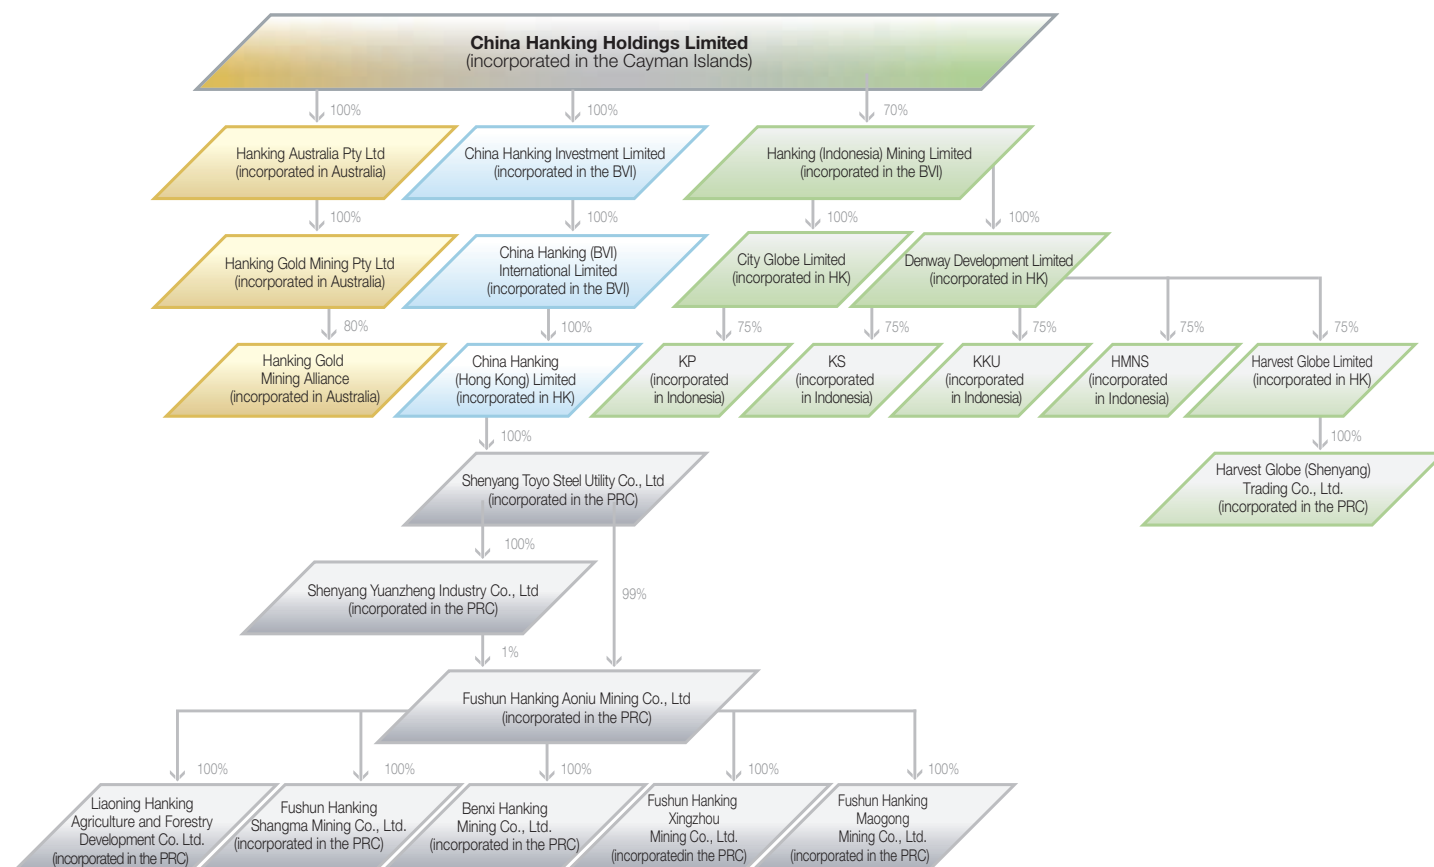 China Hanking Holdings Limited
(incorporated in the Cayman Islands)
100%
100%
70%
Hanking Australia Pty Ltd
(incorporated in Australia)
China Hanking Investment Limited
(incorporated in the BVI)
Hanking (Indonesia) Mining Limited
(incorporated in the BVI)
100%
100%
100%
100%
Hanking Gold Mining Pty Ltd
(incorporated in Australia)
China Hanking (BVI)
International Limited
(incorporated in the BVI)
City Globe Limited
(incorporated in HK)
Denway Development Limited
(incorporated in HK)
80%
100%
75%
75%
75%
75%
75%
Hanking Gold
Mining Alliance
(incorporated in Australia)
China Hanking
(Hong Kong) Limited
(incorporated in HK)
KP
(incorporated
in Indonesia)
KS
(incorporated
in Indonesia)
KKU
(incorporated
in Indonesia)
HMNS
(incorporated
in Indonesia)
Harvest Globe Limited
(incorporated in HK)
100%
100%
Shenyang Toyo Steel Utility Co., Ltd
(incorporated in the PRC)
Harvest Globe (Shenyang)
Trading Co., Ltd.
(incorporated in the PRC)
100%
99%
Shenyang Yuanzheng Industry Co., Ltd
(incorporated in the PRC)
1%
Fushun Hanking Aoniu Mining Co., Ltd
(incorporated in the PRC)
100%
100%
100%
100%
100%
Liaoning Hanking
Agriculture and Forestry
Development Co. Ltd.
(incorporated in the PRC)
Fushun Hanking
Shangma Mining Co., Ltd.
(incorporated in the PRC)
Benxi Hanking
Mining Co., Ltd.
(incorporated in the PRC)
Fushun Hanking
Xingzhou
Mining Co., Ltd.
(incorporatedin the PRC)
Fushun Hanking
Maogong
Mining Co., Ltd.
(incorporated in the PRC)